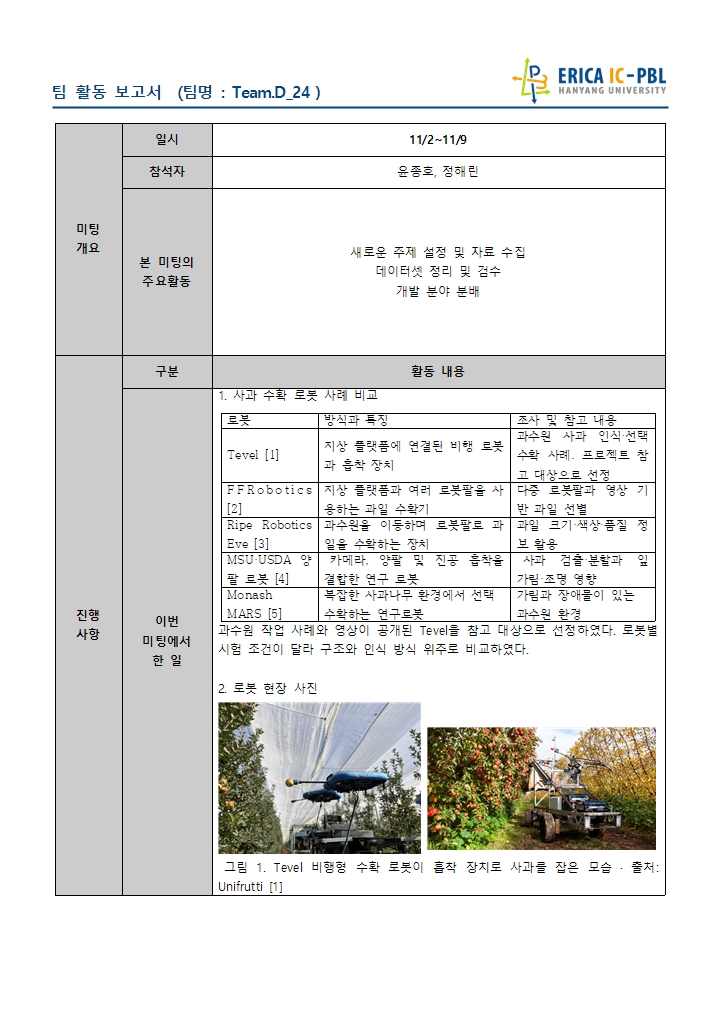 팀 활동 보고서 (팀명 : Team.D_24 )
ERICA IC-PBL
HANYANG UNIVERSITY
미팅
개요
일시
11/2~11/9
참석자
윤종호, 정해린
본 미팅의
주요활동
새로운 주제 설정 및 자료 수집
데이터셋 정리 및 검수
개발 분야 분배
진행
사항
구분
활동 내용
이번
미팅에서
한 일
1. 사과 수확 로봇 사례 비교
로봇
방식과 특징
조사 및 참고 내용
Tevel [1]
지상 플랫폼에 연결된 비행 로봇
과 흡착 장치
과수원 사과 인식·선택
수확 사례. 프로젝트 참
고 대상으로 선정
FFRobotics
[2]
지상 플랫폼과 여러 로봇팔을 사
용하는 과일 수확기
다중 로봇팔과 영상 기
반 과일 선별
Ripe Robotics
Eve [3]
과수원을 이동하며 로봇팔로 과
일을 수확하는 장치
과일 크기·색상·품질 정
보 활용
MSU·USDA 양
팔 로봇 [4]
카메라, 양팔 및 진공 흡착을
결합한 연구 로봇
사과 검출·분할과 잎
가림·조명 영향
Monash
MARS [5]
복잡한 사과나무 환경에서 선택
수확하는 연구로봇
가림과 장애물이 있는
과수원 환경
과수원 작업 사례와 영상이 공개된 Tevel을 참고 대상으로 선정하였다. 로봇별
시험 조건이 달라 구조와 인식 방식 위주로 비교하였다.
2. 로봇 현장 사진
그림 1. Tevel 비행형 수확 로봇이 흡착 장치로 사과를 잡은 모습 · 출처:
Unifrutti [1]